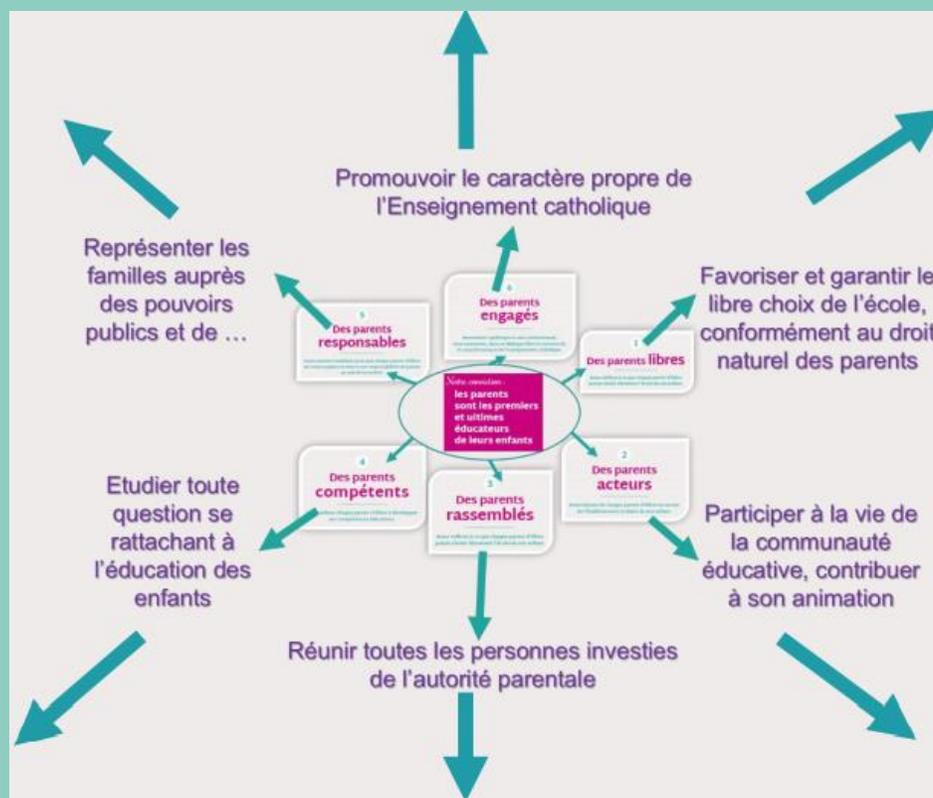 Promouvoir le caractère propre de
l'Enseignement catholique
Représenter les
familles auprès
des pouvoirs
publics et de ...
Favoriser et garantir le
libre choix de l'école,
conformément au droit
naturel des parents
6
Des parents
engagés
5
Des parents
responsables
1
Des parents libres
Notre conviction :
les parents
sont les premiers
et ultimes
éducateurs
de leurs enfants
4
Des parents
compétents
3
Des parents
rassemblés
2
Des parents
acteurs
Etudier toute
question se
rattachant à
l'éducation des
enfants
Participer à la vie de
la communauté
éducative, contribuer
à son animation
Réunir toutes les personnes investies
de l'autorité parentale